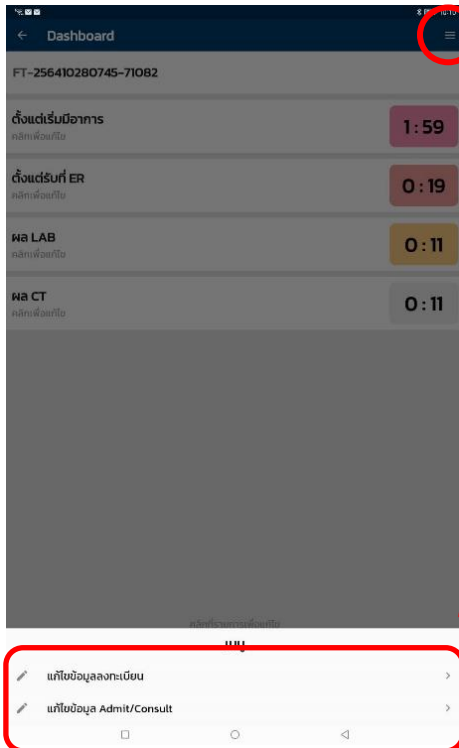 Dashboard
FT-256410280745-71082
ตั้งแต่เริ่มมีอาการ
คลิกเพื่อแก้ไข
1:59
ตั้งแต่รับที่ ER
คลิกเพื่อแก้ไข
0:19
ผล LAB
คลิกเพื่อแก้ไข
0:11
ผล CT
คลิกเพื่อแก้ไข
0:11
คลิกที่รายการเพื่อแก้ไข
เมนู
แก้ไขข้อมูลลงทะเบียน
แก้ไขข้อมูล Admit/Consult